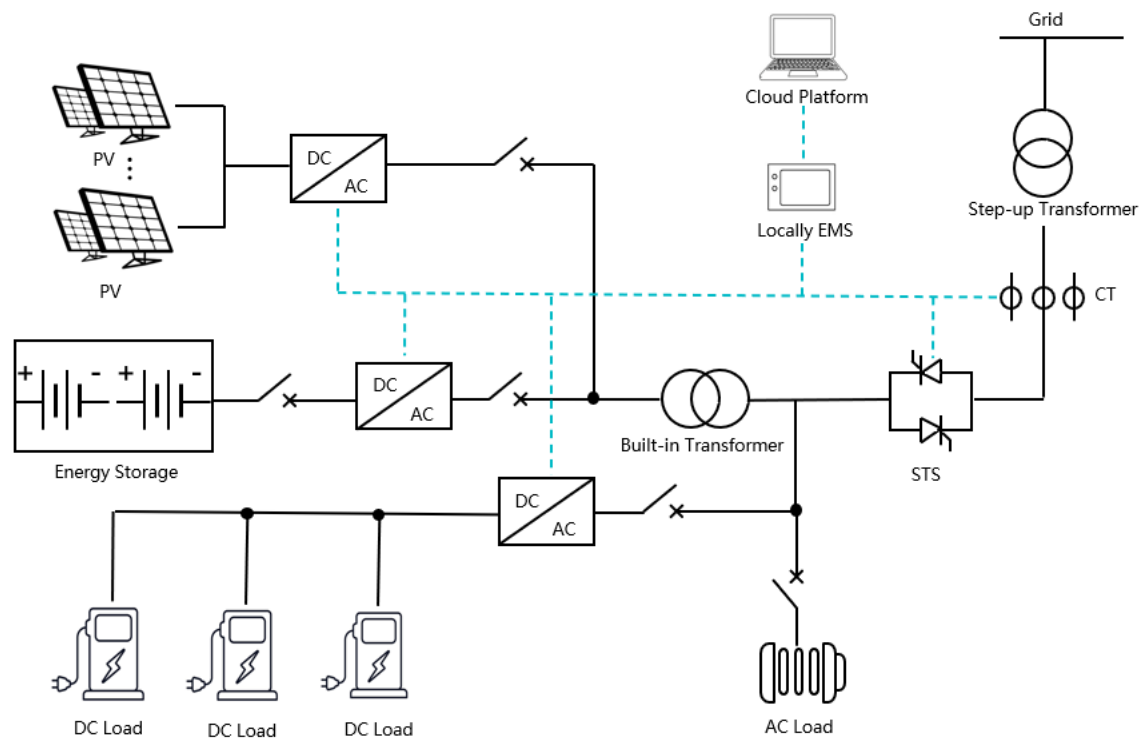 Grid
Cloud Platform
DC
AC
PV
Locally EMS
Step-up Transformer
PV
CT
+ - + -
DC
AC
Built-in Transformer
Energy Storage
STS
DC
AC
DC Load
DC Load
DC Load
AC Load